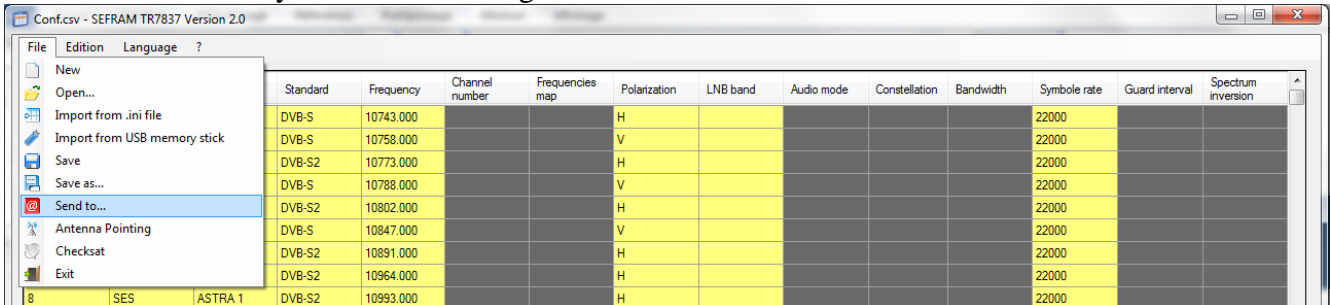 Conf.csv - SEFRAM TR7837 Version 2.0
File Edition Language ?
New
Open...
Import from .ini file
Import from USB memory stick
Save
Save as...
Send to...
Antenna Pointing
Checksat
Exit
Standard Frequency Channel number Frequencies map Polarization LNB band Audio mode Constellation Bandwidth Symbole rate Guard interval Spectrum inversion
DVB-S 10743.000 H 22000
DVB-S 10758.000 V 22000
DVB-S2 10773.000 H 22000
DVB-S 10788.000 V 22000
DVB-S2 10802.000 H 22000
DVB-S 10847.000 V 22000
DVB-S2 10891.000 H 22000
DVB-S2 10964.000 H 22000
8 SES ASTRA 1 DVB-S2 10993.000 H 22000